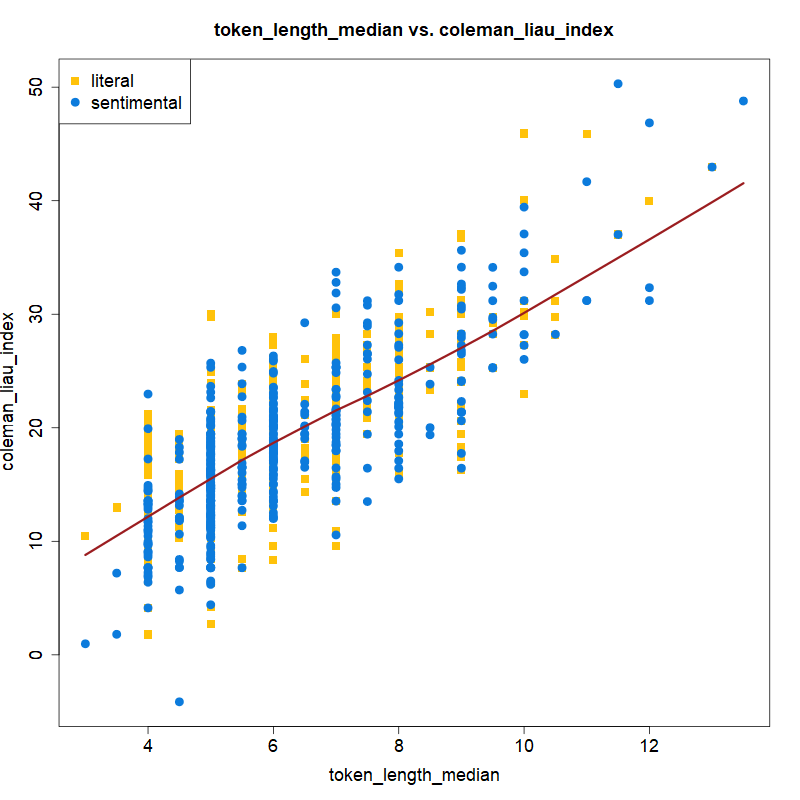 token_length_median vs. coleman_liau_index
literal
sentimental
50
40
30
20
10
0
coleman_liau_index
4 6 8 10 12
token_length_median